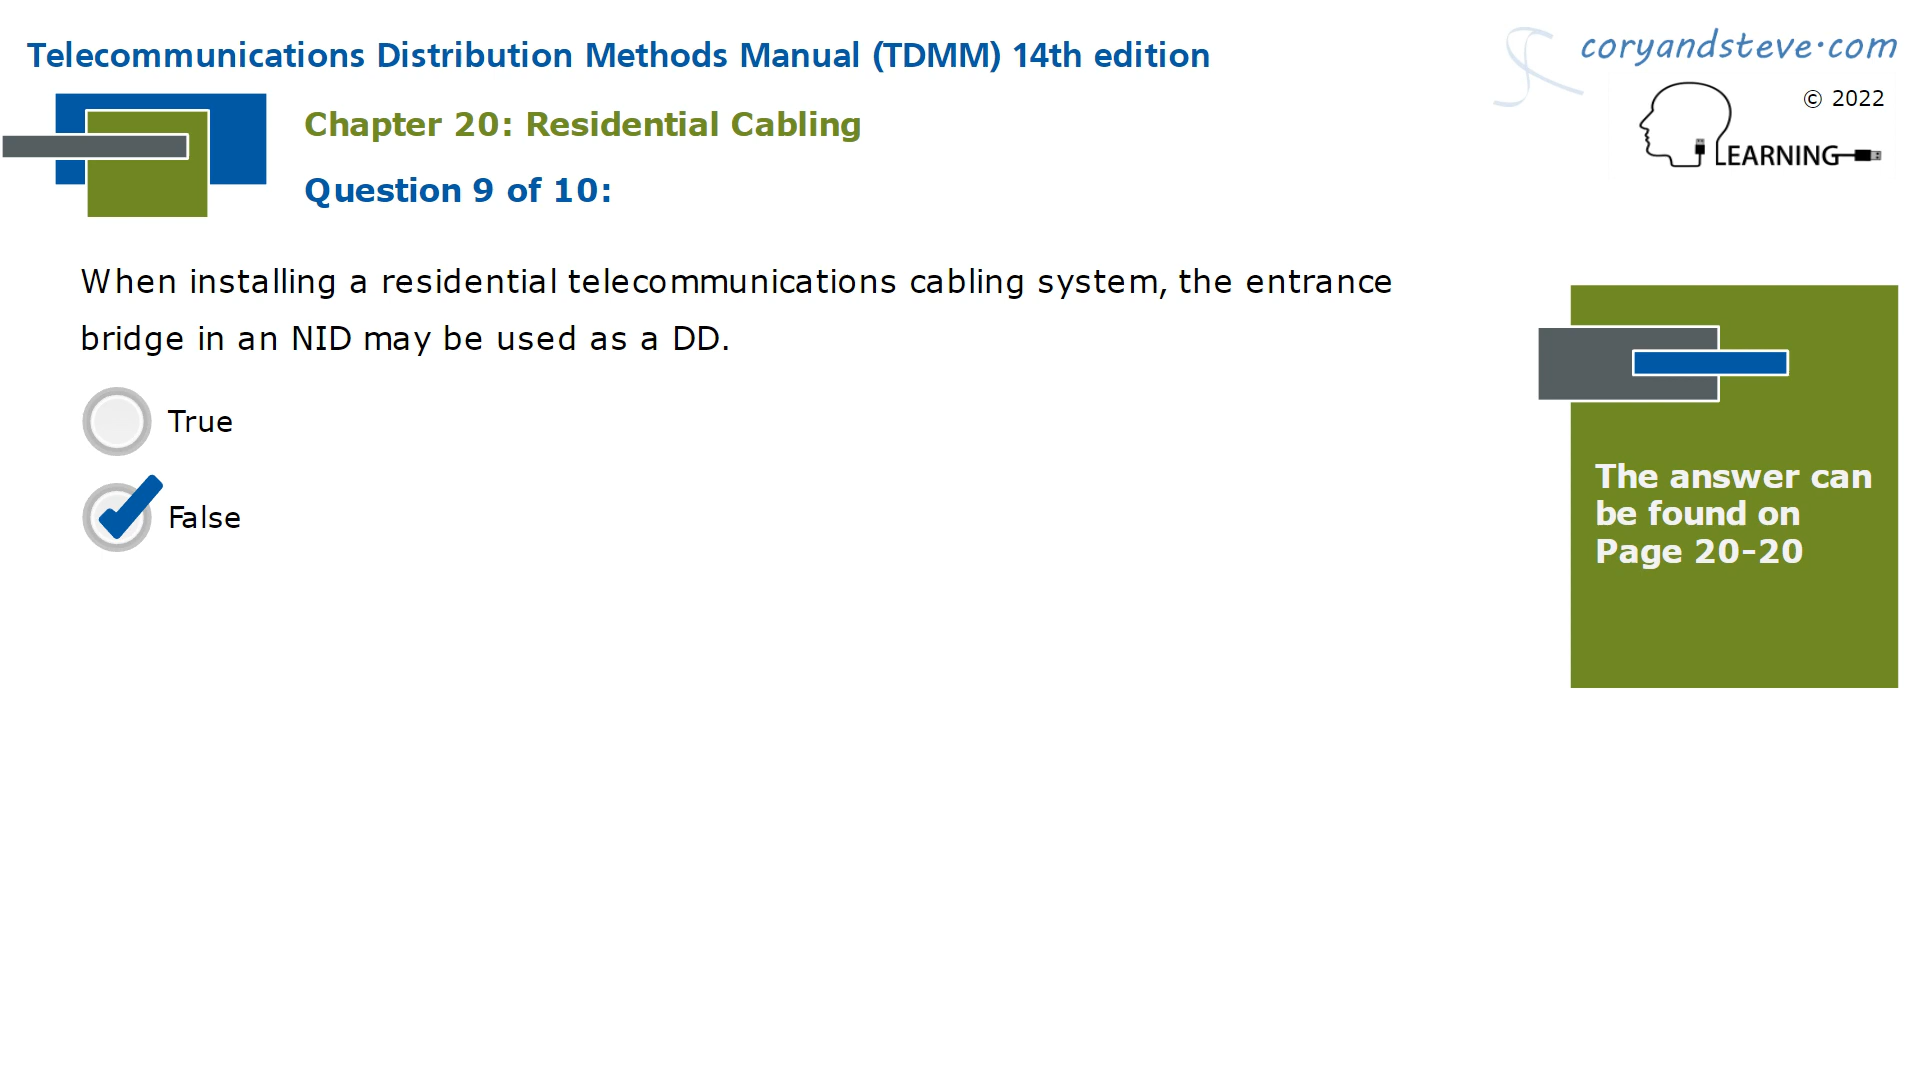 Telecommunications Distribution Methods Manual (TDMM) 14th edition
coryandsteve.com
© 2022
LEARNING
Chapter 20: Residential Cabling
Question 9 of 10:
When installing a residential telecommunications cabling system, the entrance
bridge in an NID may be used as a DD.
True
False
The answer can
be found on
Page 20-20